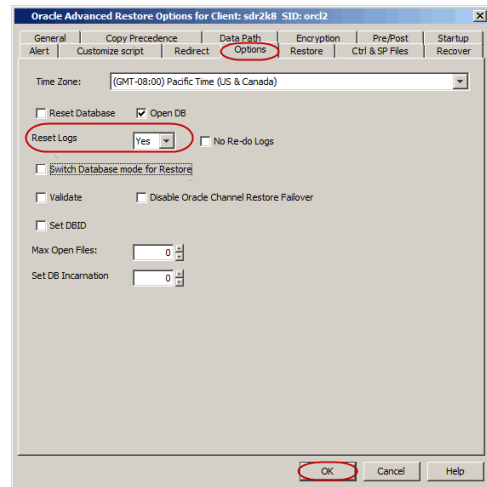 Oracle Advanced Restore Options for Client: sdr2k8 SID: orcl2
General Copy Precedence Data Path Encryption Pre/Post Startup
Alert Customize script Redirect Options Restore Ctrl & SP Files Recover
Time Zone: (GMT-08:00) Pacific Time (US & Canada)
Reset Database Open DB
Reset Logs Yes No Re-do Logs
Switch Database mode for Restore
Validate Disable Oracle Channel Restore Failover
Set DBID
Max Open Files: 0
Set DB Incarnation 0
OK Cancel Help